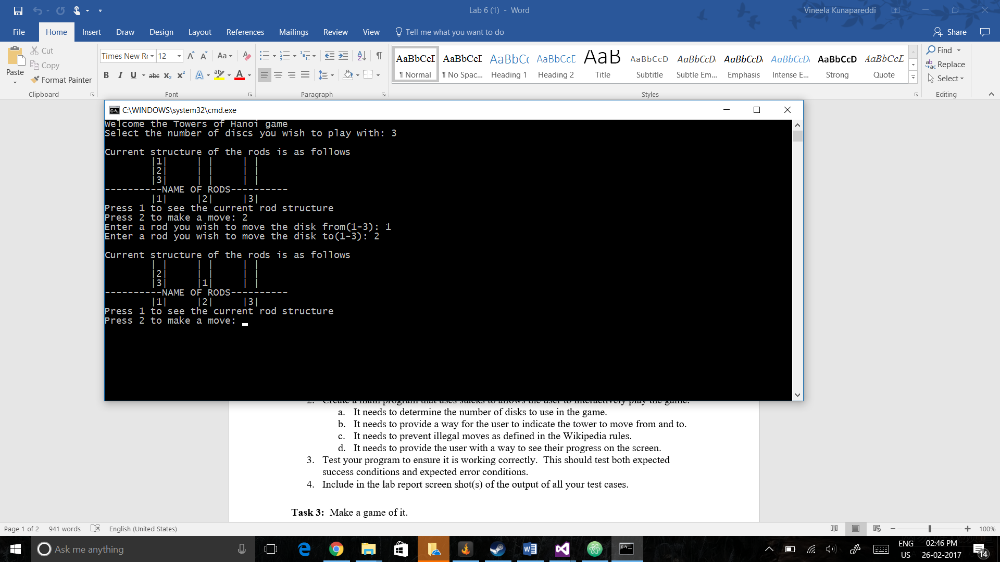 Lab 6 (1) - Word
Vineela Kunapareddi
File Home Insert Draw Design Layout References Mailings Review View Tell me what you want to do
Share
Paste
Cut
Copy
Format Painter
Clipboard
Times New R
12
Font
Paragraph
AaBbCcI AaBbCcI AaBbCc AaBbCcC AaB AaBbCcD AaBbCcD AaBbCcD AaBbCcD AaBbCcD AaBbCcL
¶ Normal ¶ No Spac... Heading 1 Heading 2 Title Subtitle Subtle Em... Emphasis Intense E... Strong Quote
Styles
Find
Replace
Select
Editing
C:\WINDOWS\system32\cmd.exe
Welcome the Towers of Hanoi game
Select the number of discs you wish to play with: 3
Current structure of the rods is as follows
|1| | | | |
|2| | | | |
|3| | | | |
----------NAME OF RODS----------
|1| |2| |3|
Press 1 to see the current rod structure
Press 2 to make a move: 2
Enter a rod you wish to move the disk from(1-3): 1
Enter a rod you wish to move the disk to(1-3): 2
Current structure of the rods is as follows
| | | | | |
|2| | | | |
|3| |1| | |
----------NAME OF RODS----------
|1| |2| |3|
Press 1 to see the current rod structure
Press 2 to make a move:
2. Create a main program that uses stacks to allows the user to interactively play the game.
a. It needs to determine the number of disks to use in the game.
b. It needs to provide a way for the user to indicate the tower to move from and to.
c. It needs to prevent illegal moves as defined in the Wikipedia rules.
d. It needs to provide the user with a way to see their progress on the screen.
3. Test your program to ensure it is working correctly. This should test both expected
success conditions and expected error conditions.
4. Include in the lab report screen shot(s) of the output of all your test cases.
Task 3: Make a game of it.
Page 1 of 2 941 words English (United States)
100%
Ask me anything
ENG
US
02:46 PM
26-02-2017
14